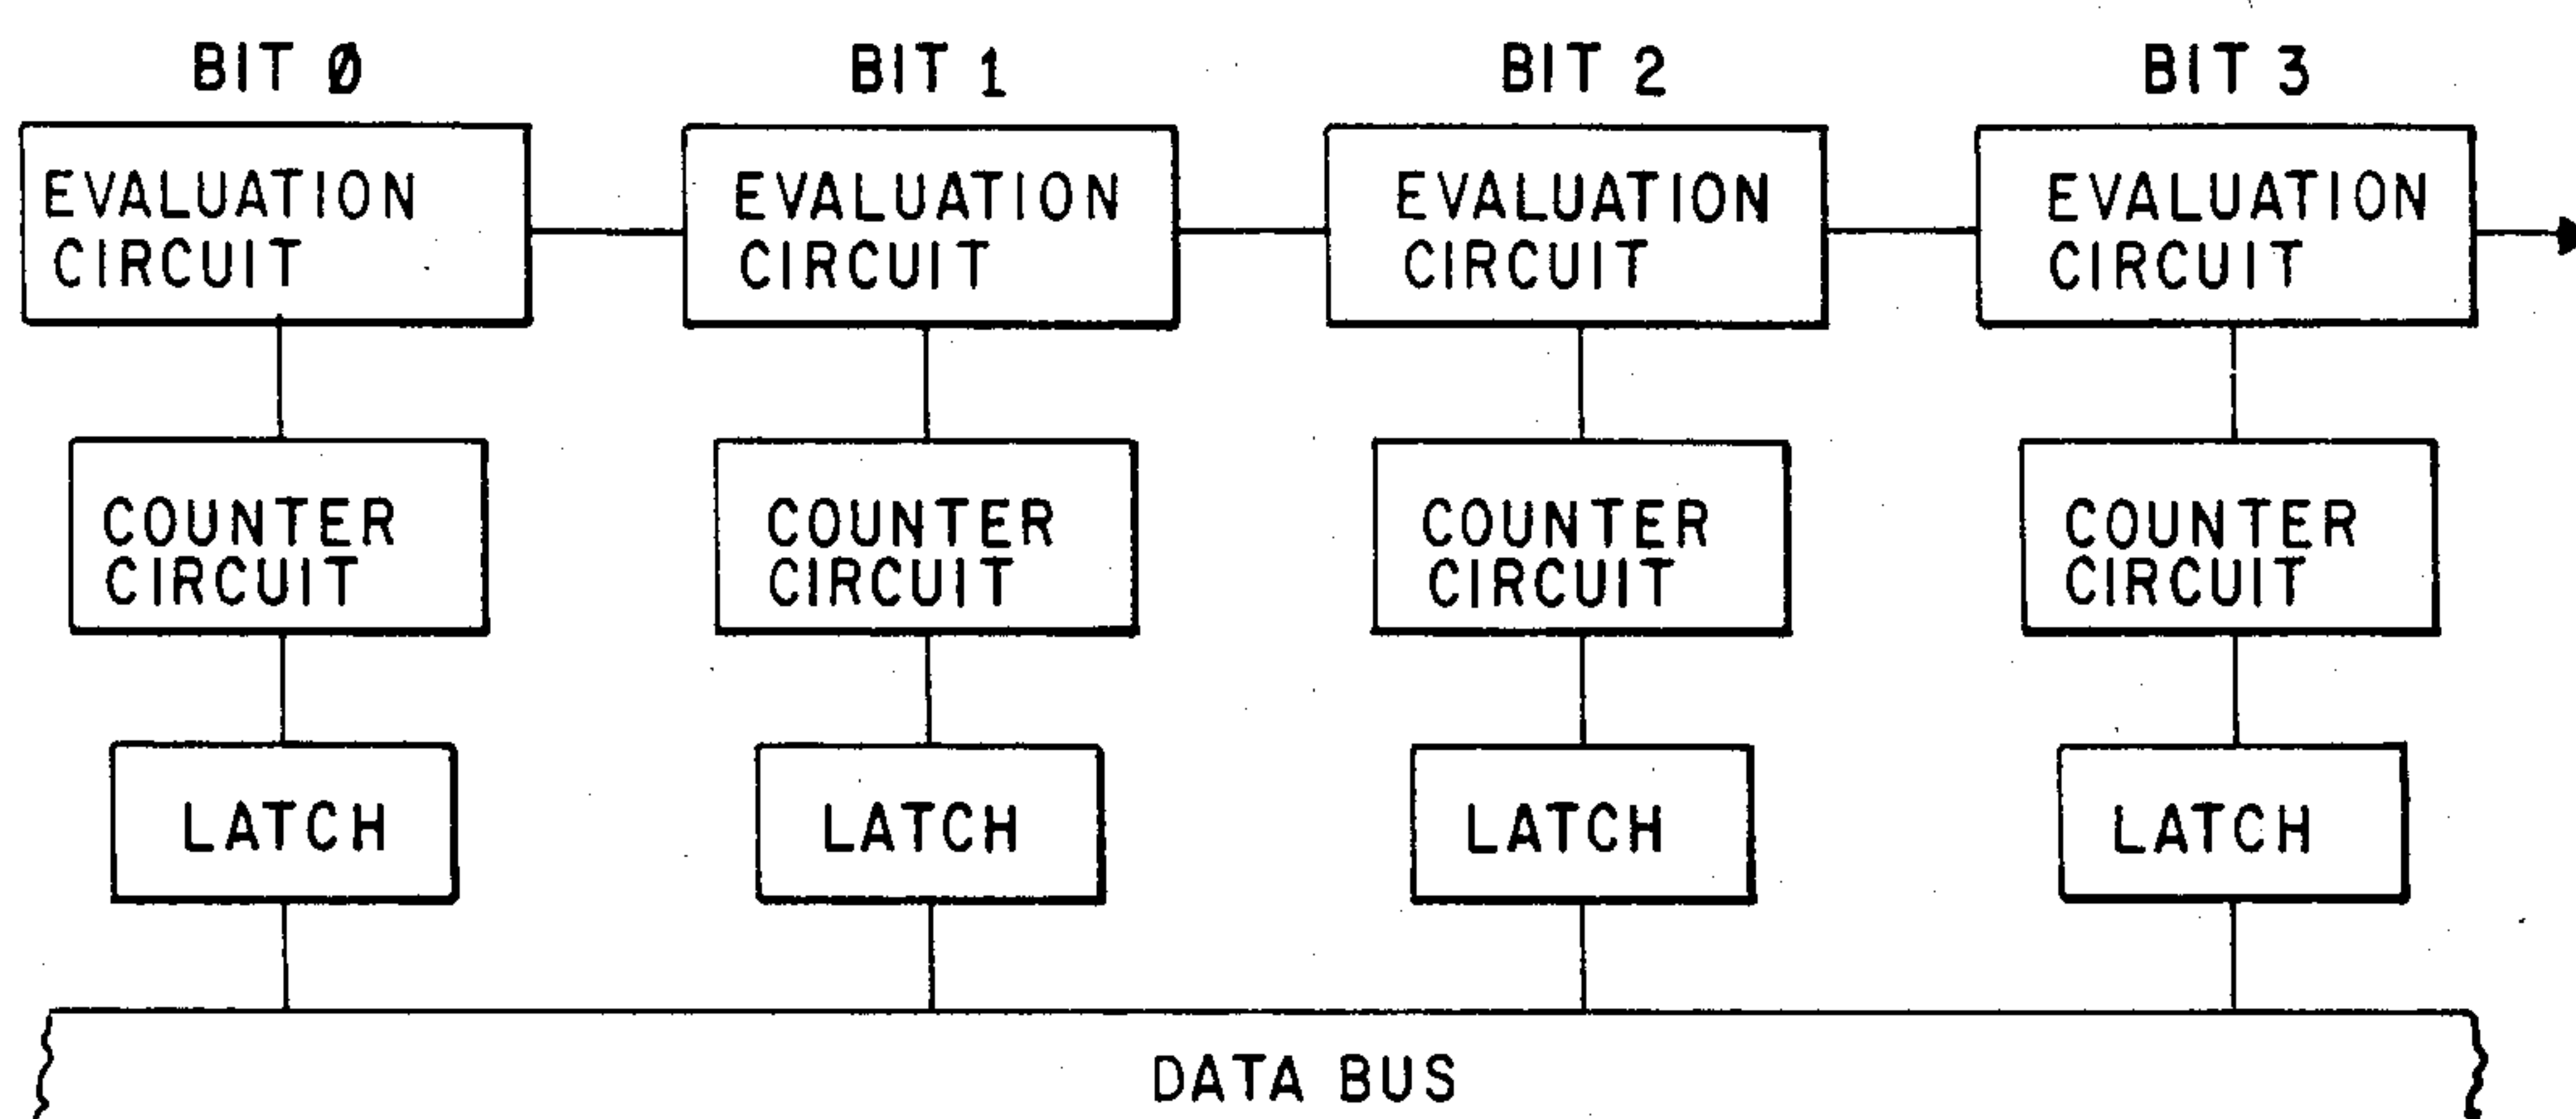 BIT Ø
BIT 1
BIT 2
BIT 3
EVALUATION
CIRCUIT
EVALUATION
CIRCUIT
EVALUATION
CIRCUIT
EVALUATION
CIRCUIT
COUNTER
CIRCUIT
COUNTER
CIRCUIT
COUNTER
CIRCUIT
COUNTER
CIRCUIT
LATCH
LATCH
LATCH
LATCH
DATA BUS